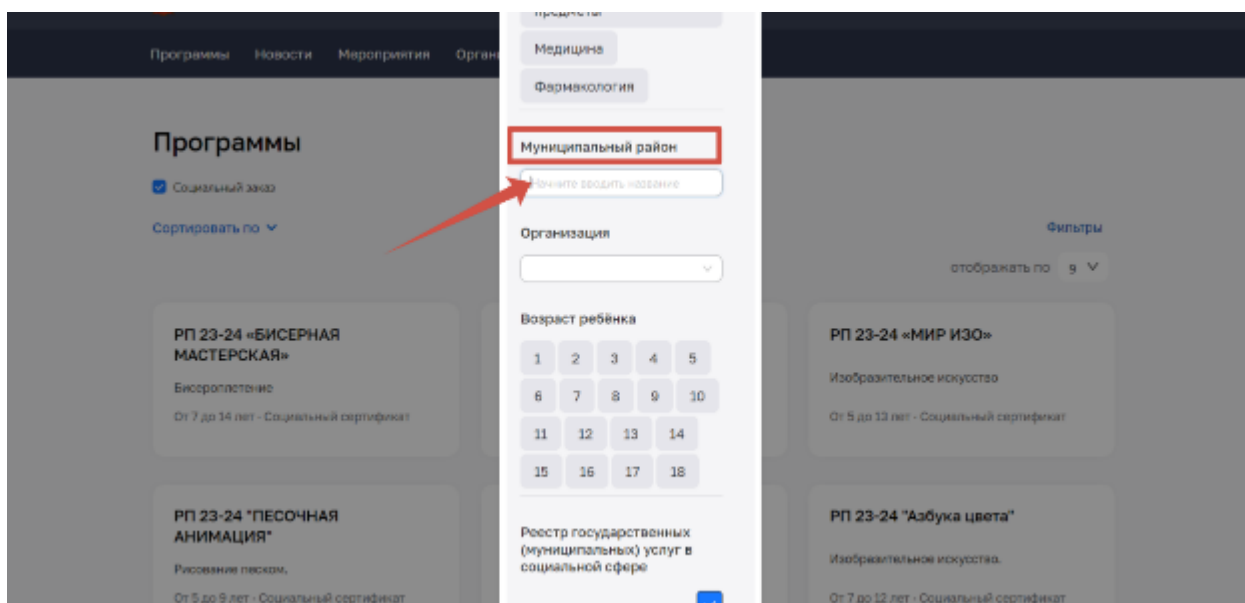 предметы
Медицина
Программы Новости Мероприятия
Фармакология
Программы
Социальный заказ
Сортировать по
Муниципальный район
Начните вводить название
Организация
Возраст ребёнка
1 2 3 4 5
6 7 8 9 10
11 12 13 14
15 16 17 18
Реестр государственных
(муниципальных) услуг в
социальной сфере
Фильтры
отображать по 9
РП 23-24 «БИСЕРНАЯ
МАСТЕРСКАЯ»
Бисероплетение
От 7 до 14 лет - Социальный сертификат
РП 23-24 «МИР ИЗО»
Изобразительное искусство
От 5 до 13 лет - Социальный сертификат
РП 23-24 "ПЕСОЧНАЯ
АНИМАЦИЯ"
Рисование песком.
От 5 до 9 лет - Социальный сертификат
РП 23-24 "Азбука цвета"
Изобразительное искусство.
От 7 до 12 лет - Социальный сертификат